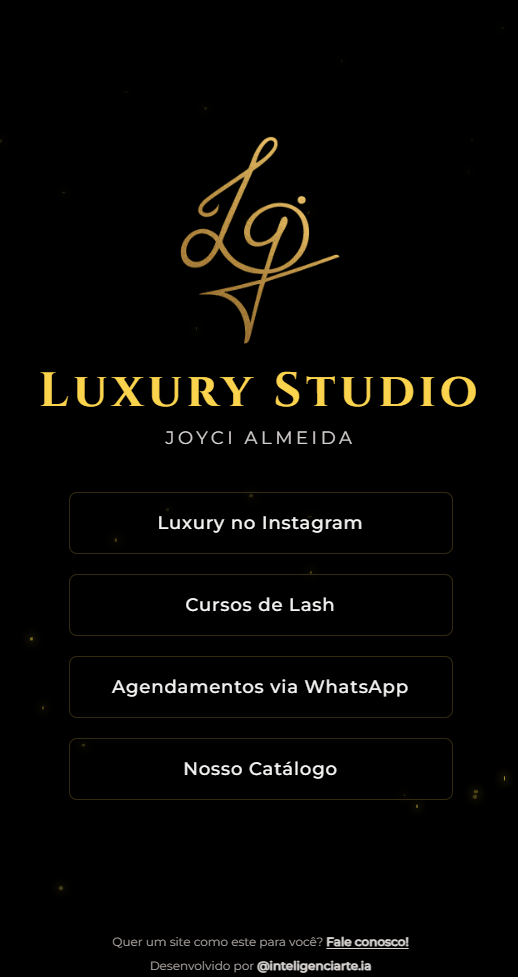 Luxury Studio
JOYCI ALMEIDA
Luxury no Instagram
Cursos de Lash
Agendamentos via WhatsApp
Nosso Catálogo
Quer um site como este para você? Fale conosco!
Desenvolvido por @inteligenciarte.ia